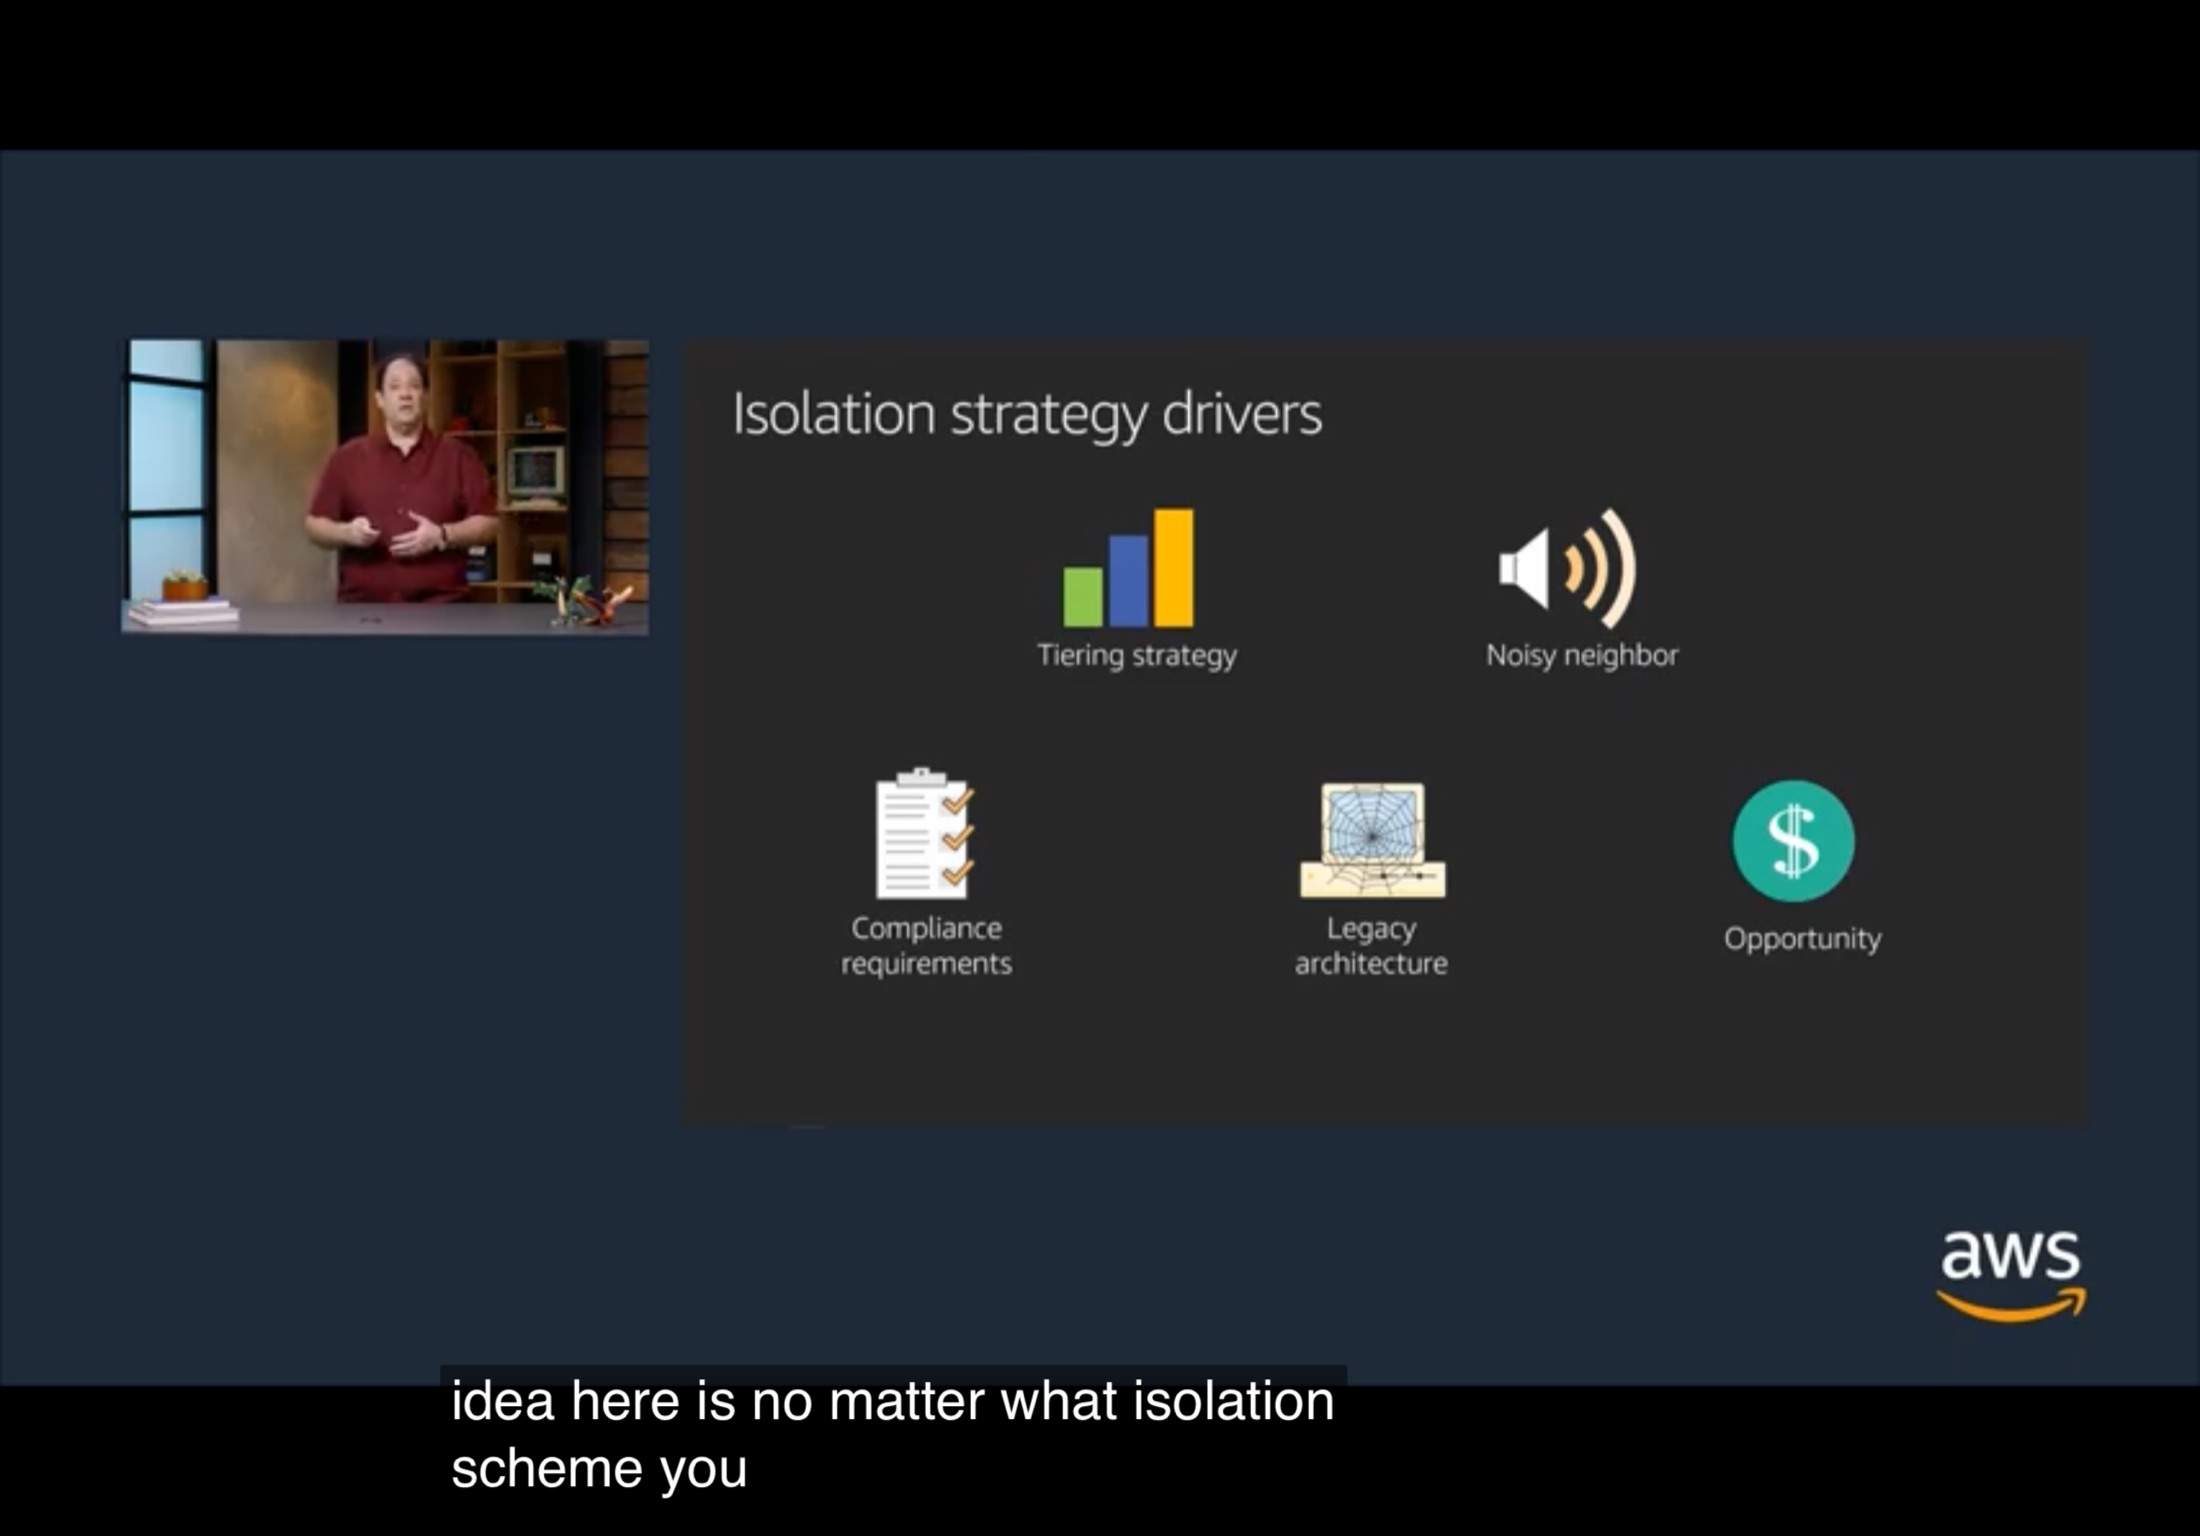 Isolation strategy drivers
Tiering strategy
Noisy neighbor
Compliance
requirements
Legacy
architecture
Opportunity
aws
idea here is no matter what isolation
scheme you